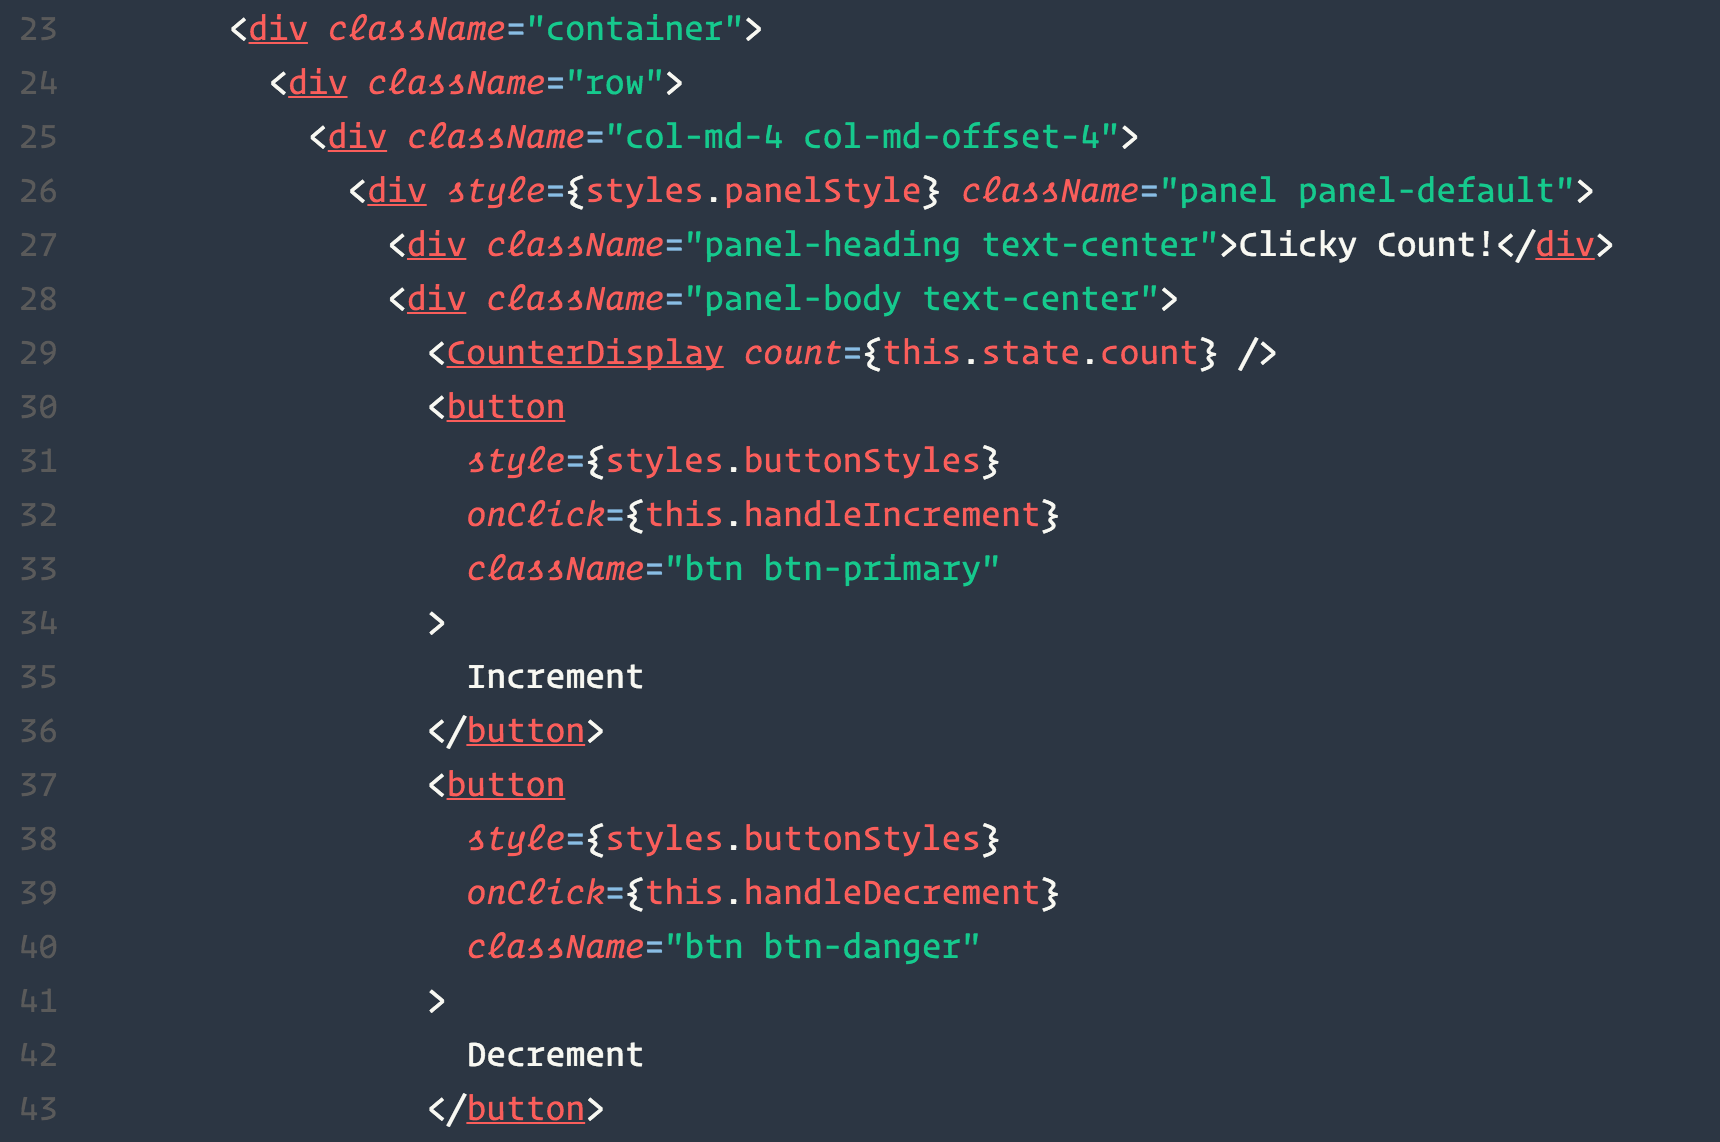 23 <div className="container">
24 <div className="row">
25 <div className="col-md-4 col-md-offset-4">
26 <div style={styles.panelStyle} className="panel panel-default">
27 <div className="panel-heading text-center">Clicky Count!</div>
28 <div className="panel-body text-center">
29 <CounterDisplay count={this.state.count} />
30 <button
31 style={styles.buttonStyles}
32 onClick={this.handleIncrement}
33 className="btn btn-primary"
34 >
35 Increment
36 </button>
37 <button
38 style={styles.buttonStyles}
39 onClick={this.handleDecrement}
40 className="btn btn-danger"
41 >
42 Decrement
43 </button>